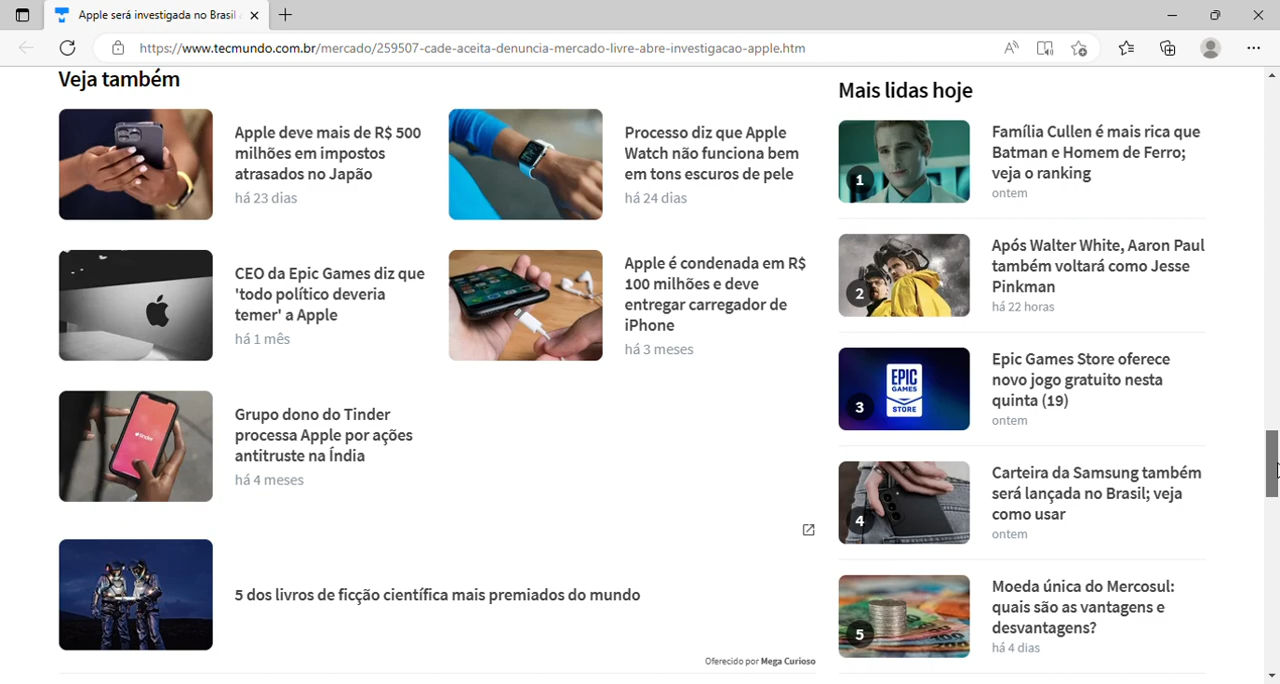 Apple será investigada no Brasil
https://www.tecmundo.com.br/mercado/259507-cade-aceita-denuncia-mercado-livre-abre-investigacao-apple.htm
Veja também
Apple deve mais de R$ 500
milhões em impostos
atrasados no Japão
há 23 dias
Processo diz que Apple
Watch não funciona bem
em tons escuros de pele
há 24 dias
CEO da Epic Games diz que
'todo político deveria
temer' a Apple
há 1 mês
Apple é condenada em R$
100 milhões e deve
entregar carregador de
iPhone
há 3 meses
Grupo dono do Tinder
processa Apple por ações
antitruste na Índia
há 4 meses
tinder
5 dos livros de ficção científica mais premiados do mundo
Oferecido por Mega Curioso
Mais lidas hoje
1
Família Cullen é mais rica que
Batman e Homem de Ferro;
veja o ranking
ontem
2
Após Walter White, Aaron Paul
também voltará como Jesse
Pinkman
há 22 horas
EPIC
GAMES
STORE
3
Epic Games Store oferece
novo jogo gratuito nesta
quinta (19)
ontem
4
Carteira da Samsung também
será lançada no Brasil; veja
como usar
ontem
5
Moeda única do Mercosul:
quais são as vantagens e
desvantagens?
há 4 dias